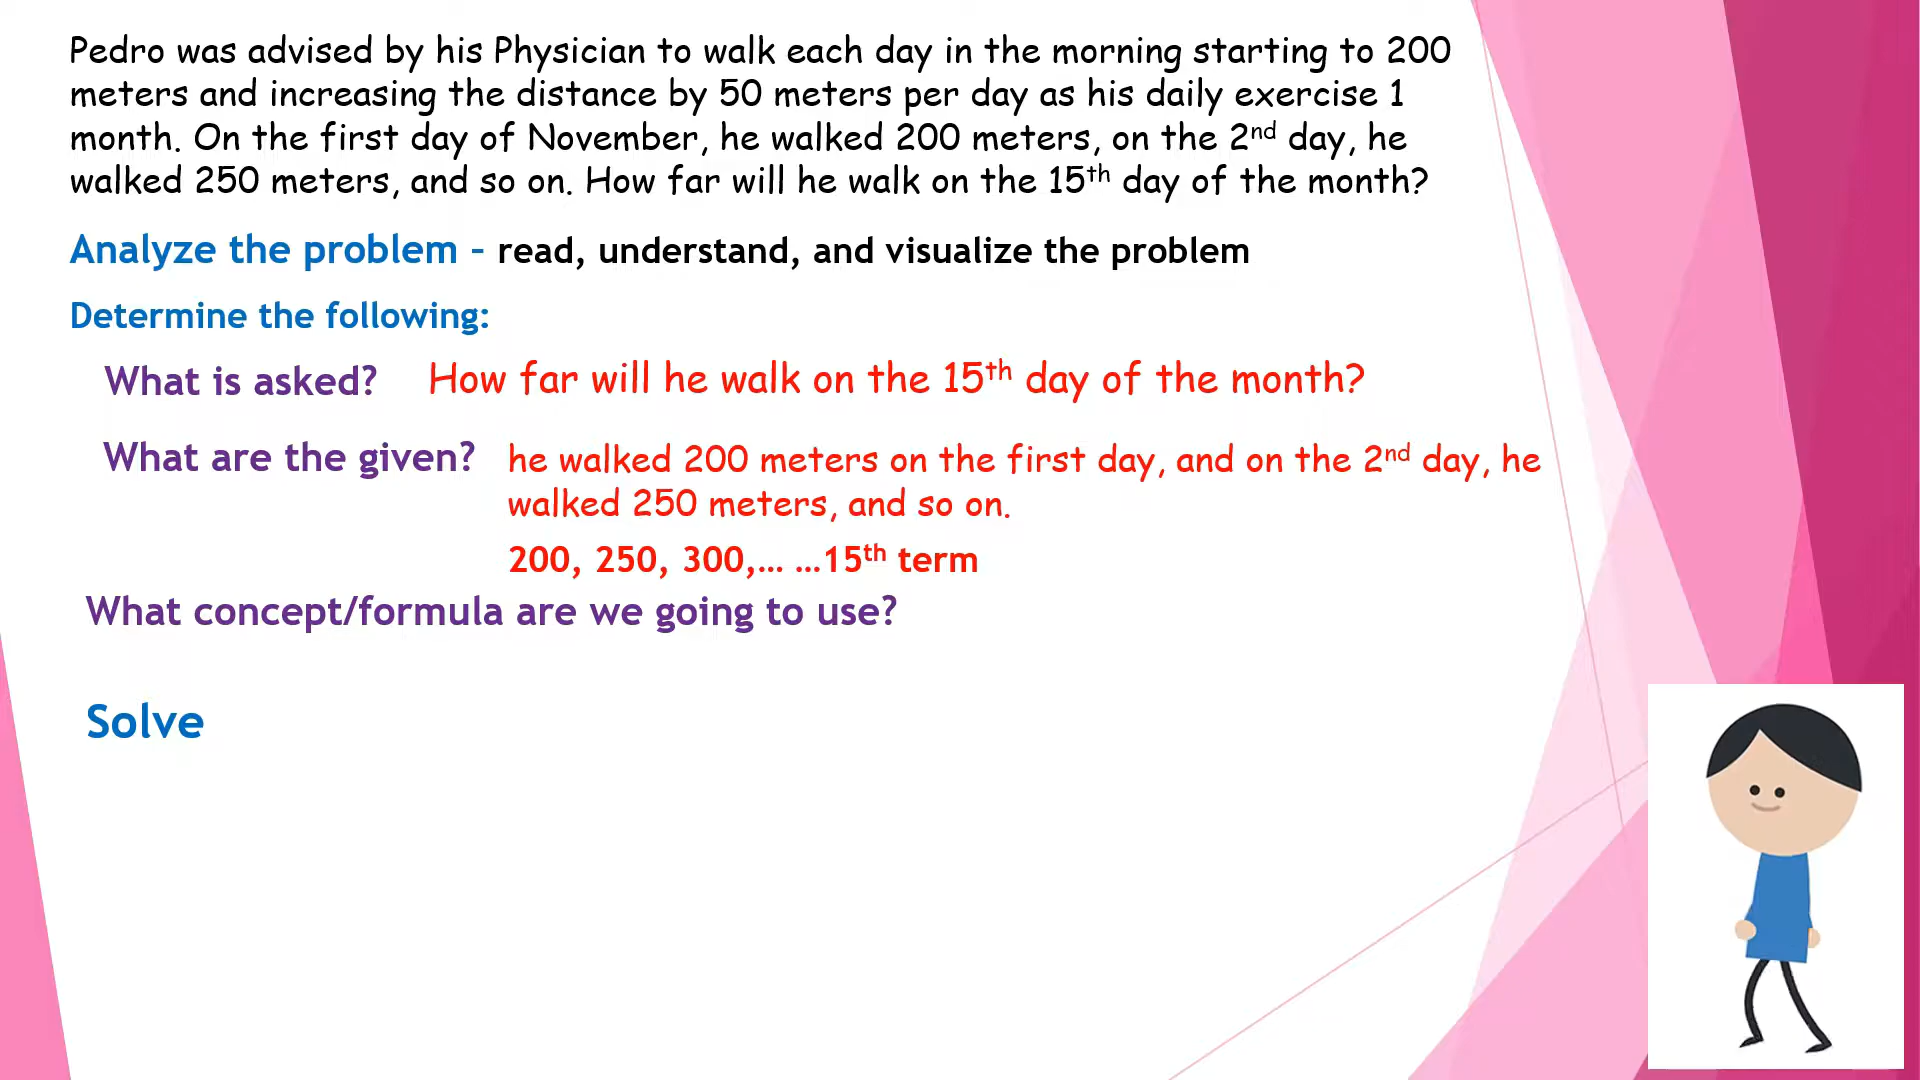 Pedro was advised by his Physician to walk each day in the morning starting to 200
meters and increasing the distance by 50 meters per day as his daily exercise 1
month. On the first day of November, he walked 200 meters, on the 2nd day, he
walked 250 meters, and so on. How far will he walk on the 15th day of the month?
Analyze the problem – read, understand, and visualize the problem
Determine the following:
What is asked? How far will he walk on the 15th day of the month?
What are the given? he walked 200 meters on the first day, and on the 2nd day, he
walked 250 meters, and so on.
200, 250, 300,… …15th term
What concept/formula are we going to use?
Solve